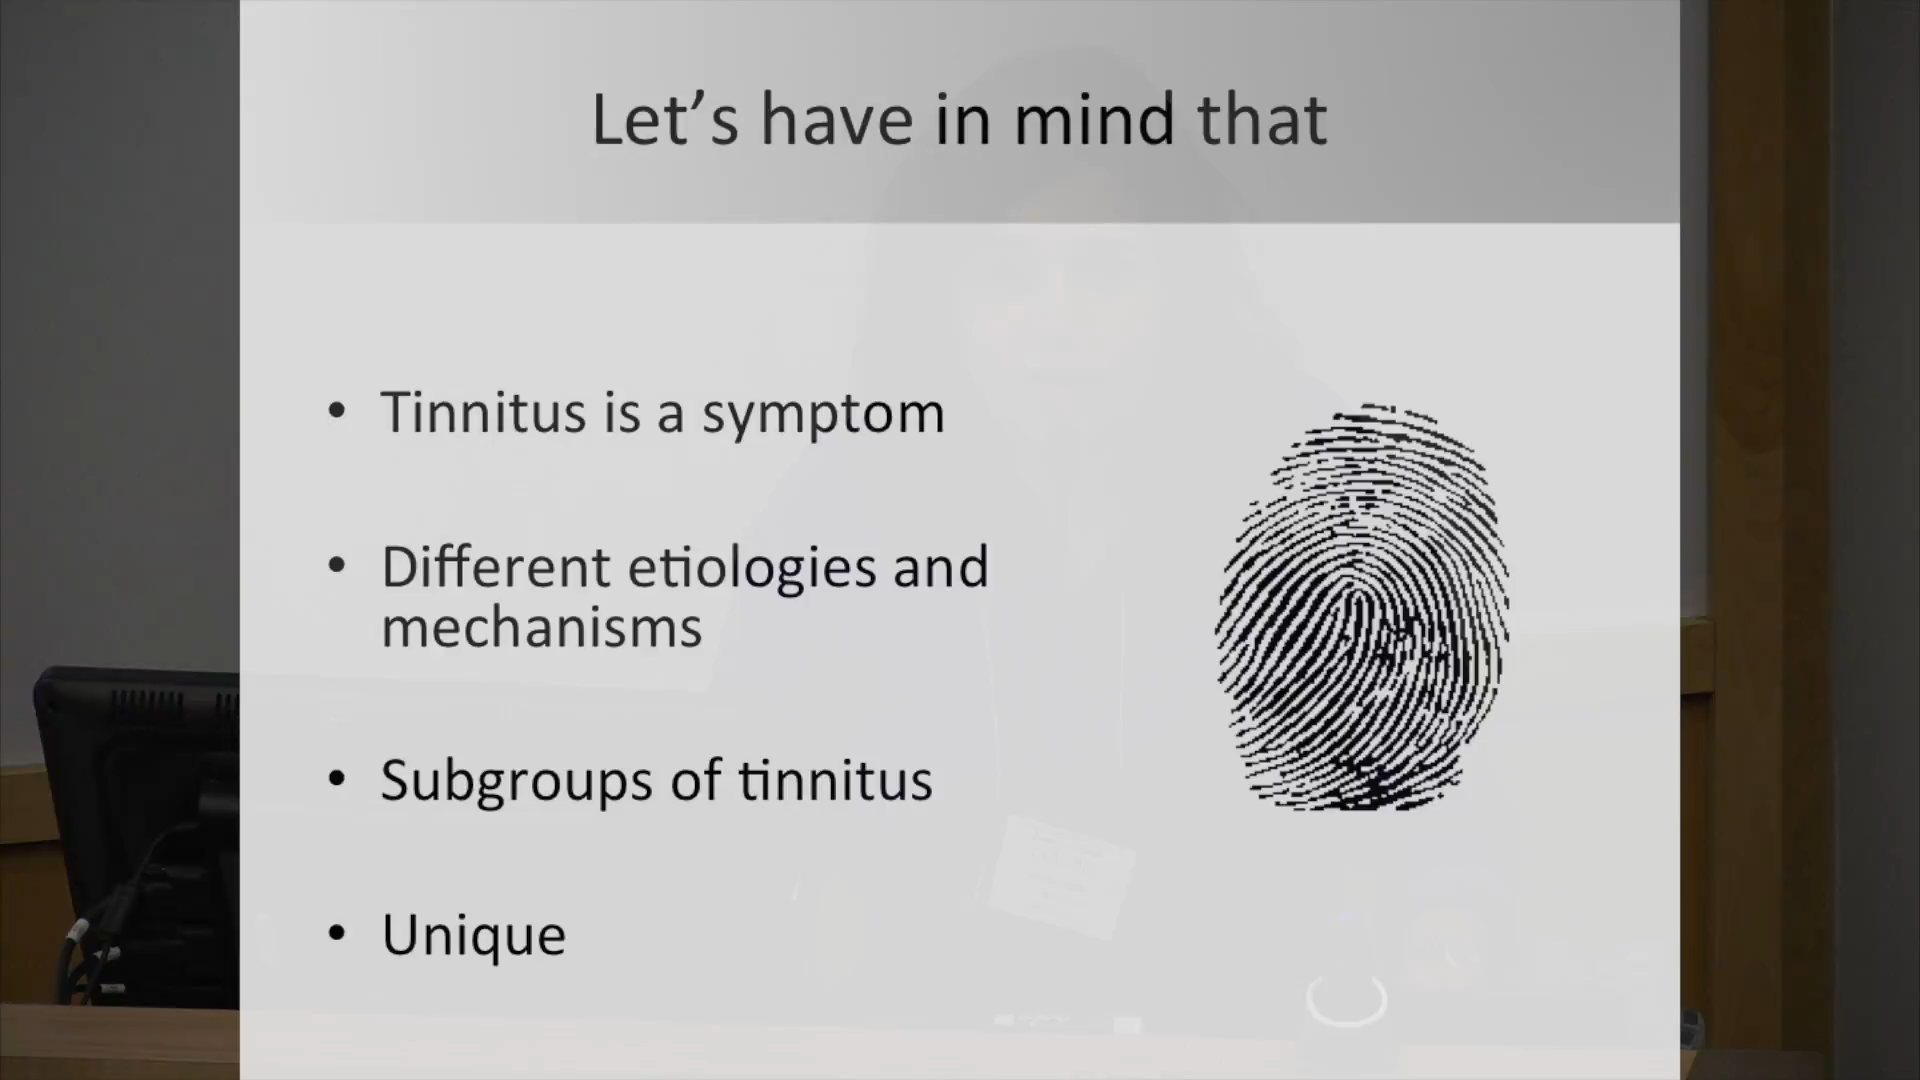 Let’s have in mind that
• Tinnitus is a symptom
• Different etiologies and
mechanisms
• Subgroups of tinnitus
• Unique